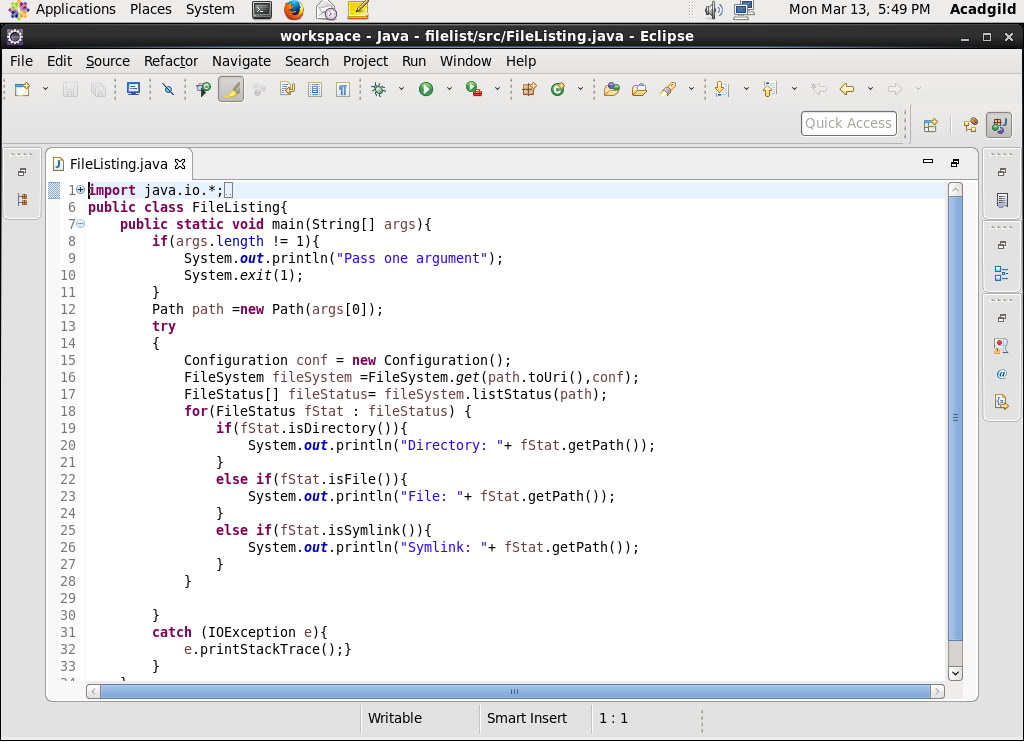 Applications Places System Mon Mar 13, 5:49 PM Acadgild
workspace - Java - filelist/src/FileListing.java - Eclipse
File Edit Source Refactor Navigate Search Project Run Window Help
Quick Access
FileListing.java
1 import java.io.*;
6 public class FileListing{
7 public static void main(String[] args){
8 if(args.length != 1){
9 System.out.println("Pass one argument");
10 System.exit(1);
11 }
12 Path path =new Path(args[0]);
13 try
14 {
15 Configuration conf = new Configuration();
16 FileSystem fileSystem =FileSystem.get(path.toUri(),conf);
17 FileStatus[] fileStatus= fileSystem.listStatus(path);
18 for(FileStatus fStat : fileStatus) {
19 if(fStat.isDirectory()){
20 System.out.println("Directory: "+ fStat.getPath());
21 }
22 else if(fStat.isFile()){
23 System.out.println("File: "+ fStat.getPath());
24 }
25 else if(fStat.isSymlink()){
26 System.out.println("Symlink: "+ fStat.getPath());
27 }
28 }
29
30 }
31 catch (IOException e){
32 e.printStackTrace();}
33 }
Writable Smart Insert 1 : 1